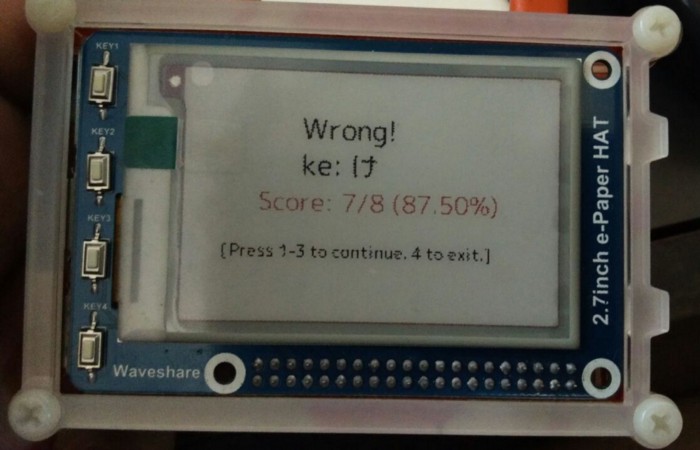 KEY1
KEY2
KEY3
KEY4
Wrong!
ke: け
Score: 7/8 (87.50%)
[Press 1-3 to continue. 4 to exit.]
Waveshare
2.7inch e-Paper HAT